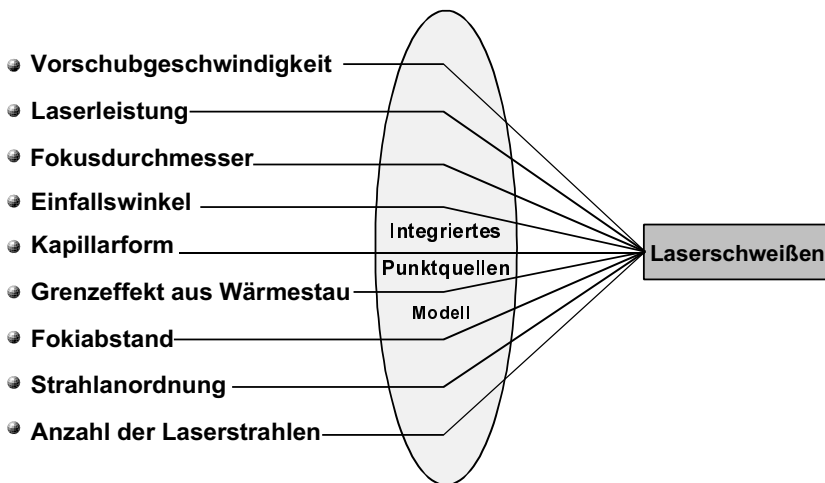 Vorschubgeschwindigkeit
Laserleistung
Fokusdurchmesser
Einfallswinkel
Kapillarform
Grenzeffekt aus Wärmestau
Fokiabstand
Strahlanordnung
Anzahl der Laserstrahlen
Integriertes
Punktquellen
Modell
Laserschweißen